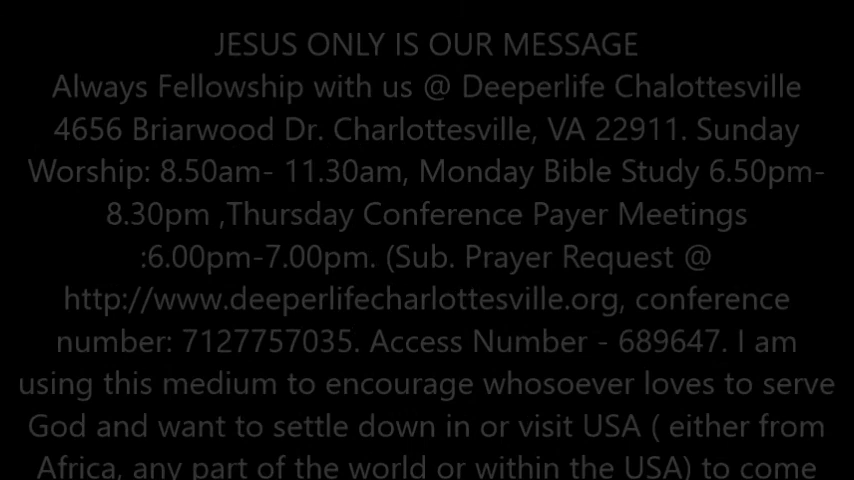 JESUS ONLY IS OUR MESSAGE
Always Fellowship with us @ Deeperlife Chalottesville
4656 Briarwood Dr. Charlottesville, VA 22911. Sunday
Worship: 8.50am- 11.30am, Monday Bible Study 6.50pm-
8.30pm ,Thursday Conference Payer Meetings
:6.00pm-7.00pm. (Sub. Prayer Request @
http://www.deeperlifecharlottesville.org, conference
number: 7127757035. Access Number - 689647. I am
using this medium to encourage whosoever loves to serve
God and want to settle down in or visit USA ( either from
Africa, any part of the world or within the USA) to come